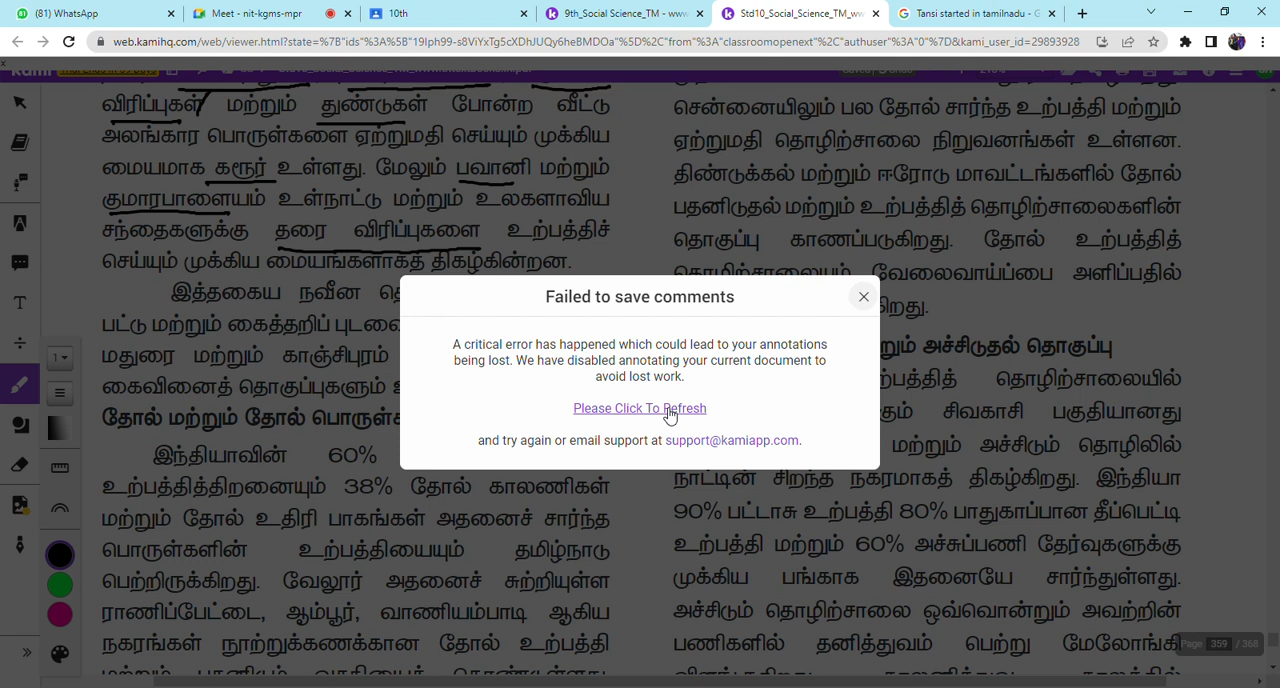 (81) WhatsApp
Meet - nit-kgms-mpr
10th
9th_Social Science_TM - www.
Std10_Social_Science_TM_ww
Tansi started in tamilnadu - G
web.kamihq.com/web/viewer.html?state=%7B"ids"%3A%5B"19Iph99-s8ViYxTg5cXDhJUQy6heBMDOa"%5D%2C"from"%3A"classroomopenext"%2C"authuser"%3A"0"%7D&kami_user_id=29893928
விரிப்புகள் மற்றும் துண்டுகள் போன்ற வீட்டு
அலங்கார பொருள்களை ஏற்றுமதி செய்யும் முக்கிய
மையமாக கரூர் உள்ளது. மேலும் பவானி மற்றும்
குமாரபாளையம் உள்நாட்டு மற்றும் உலகளாவிய
சந்தைகளுக்கு தரை விரிப்புகளை உற்பத்திச்
செய்யும் முக்கிய மையங்களாகத் திகழ்கின்றன.
இத்தகைய நவீன
பட்டு மற்றும் கைத்தறிப்
மதுரை மற்றும் காஞ்சிபுரம்
கைவினைத் தொகுப்புகளும்
தோல் மற்றும் தோல்
இந்தியாவின் 60%
உற்பத்தித்திறனையும் 38% தோல் காலணிகள்
மற்றும் தோல் உதிரி பாகங்கள் அதனைச் சார்ந்த
பொருள்களின் உற்பத்தியையும் தமிழ்நாடு
பெற்றிருக்கிறது. வேலூர் அதனைச் சுற்றியுள்ள
ராணிப்பேட்டை, ஆம்பூர், வாணியம்பாடி ஆகிய
நகரங்கள் நூற்றுக்கணக்கான தோல் உற்பத்தி
சென்னையிலும் பல தோல் சார்ந்த உற்பத்தி மற்றும்
ஏற்றுமதி தொழிற்சாலை நிறுவனங்கள் உள்ளன.
திண்டுக்கல் மற்றும் ஈரோடு மாவட்டங்களில் தோல்
பதனிடுதல் மற்றும் உற்பத்தித் தொழிற்சாலைகளின்
தொகுப்பு காணப்படுகிறது. தோல் உற்பத்தித்
தொழிற்சாலையும் வேலைவாய்ப்பை அளிப்பதில்
அச்சிடுதல் தொகுப்பு
தொழிற்சாலையில்
சிவகாசி பகுதியானது
மற்றும் அச்சிடும் தொழிலில்
நாட்டின் சிறந்த நகரமாகத் திகழ்கிறது. இந்தியா
90% பட்டாசு உற்பத்தி 80% பாதுகாப்பான தீப்பெட்டி
உற்பத்தி மற்றும் 60% அச்சுப்பணி தேர்வுகளுக்கு
முக்கிய பங்காக இதனையே சார்ந்துள்ளது.
அச்சிடும் தொழிற்சாலை ஒவ்வொன்றும் அவற்றின்
பணிகளில் தனித்துவம் பெற்று மேலோங்கி
Page 359 / 368
Failed to save comments
A critical error has happened which could lead to your annotations
being lost. We have disabled annotating your current document to
avoid lost work.
Please Click To Refresh
and try again or email support at support@kamiapp.com.